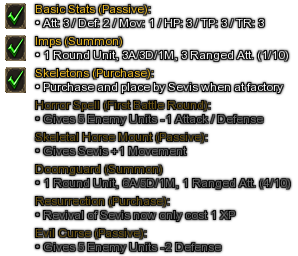 Basic Stats (Passive):
• Att: 3 / Def: 2 / Mov: 1 / HP: 3 / TP: 3 / TR: 3
Imps (Summon)
• 1 Round Unit, 3A/3D/1M, 3 Ranged Att. (1/10)
Skeletons (Purchase):
• Purchase and place by Sevis when at factory
Horror Spell (First Battle Round):
• Gives 5 Enemy Units -1 Attack / Defense
Skeletal Horse Mount (Passive):
• Gives Sevis +1 Movement
Doomguard (Summon)
• 1 Round Unit, 6A/6D/1M, 1 Ranged Att. (4/10)
Resurrection (Purchase):
• Revival of Sevis now only cost 1 XP
Evil Curse (Passive):
• Gives 5 Enemy Units -2 Defense